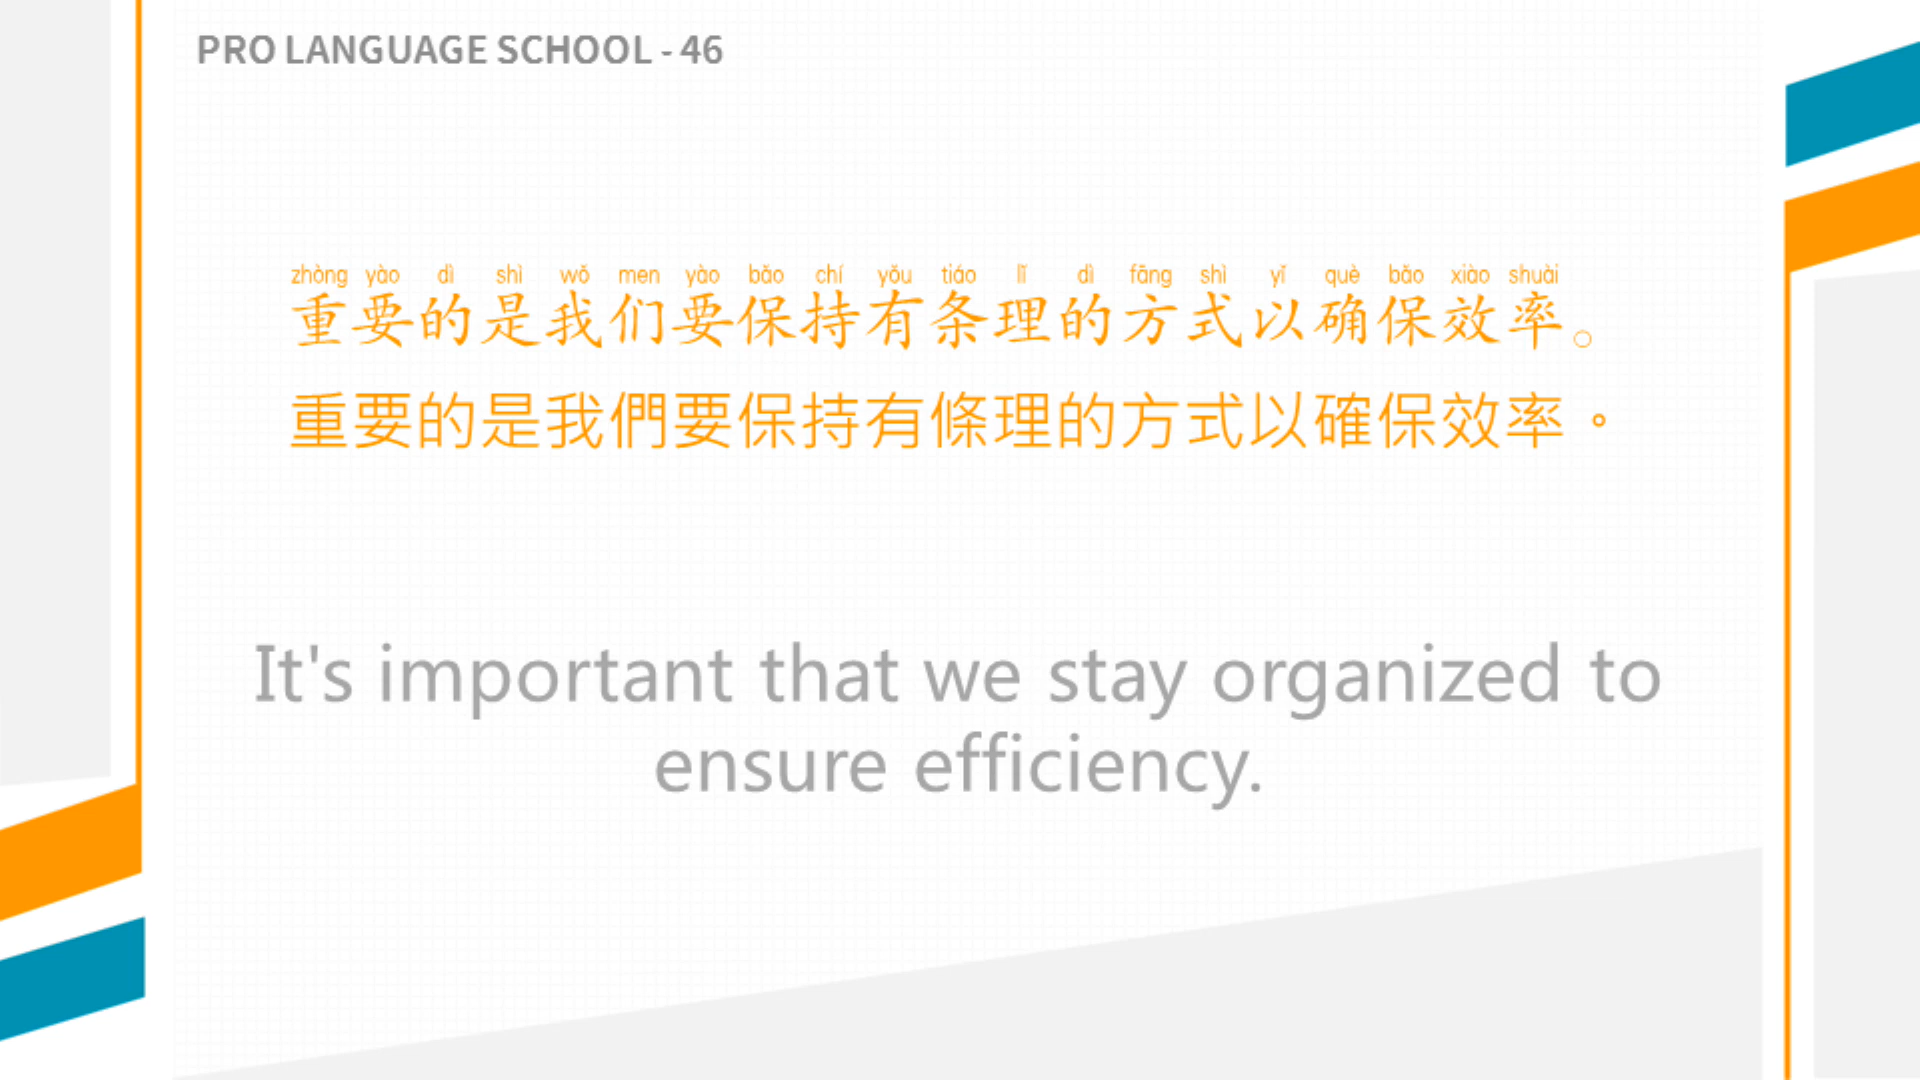 PRO LANGUAGE SCHOOL - 46
zhòng yào dì shì wǒ men yào bǎo chí yǒu tiáo lǐ dì fāng shì yǐ què bǎo xiào shuài
重要的是我们要保持有条理的方式以确保效率。
重要的是我們要保持有條理的方式以確保效率。
It's important that we stay organized to
ensure efficiency.